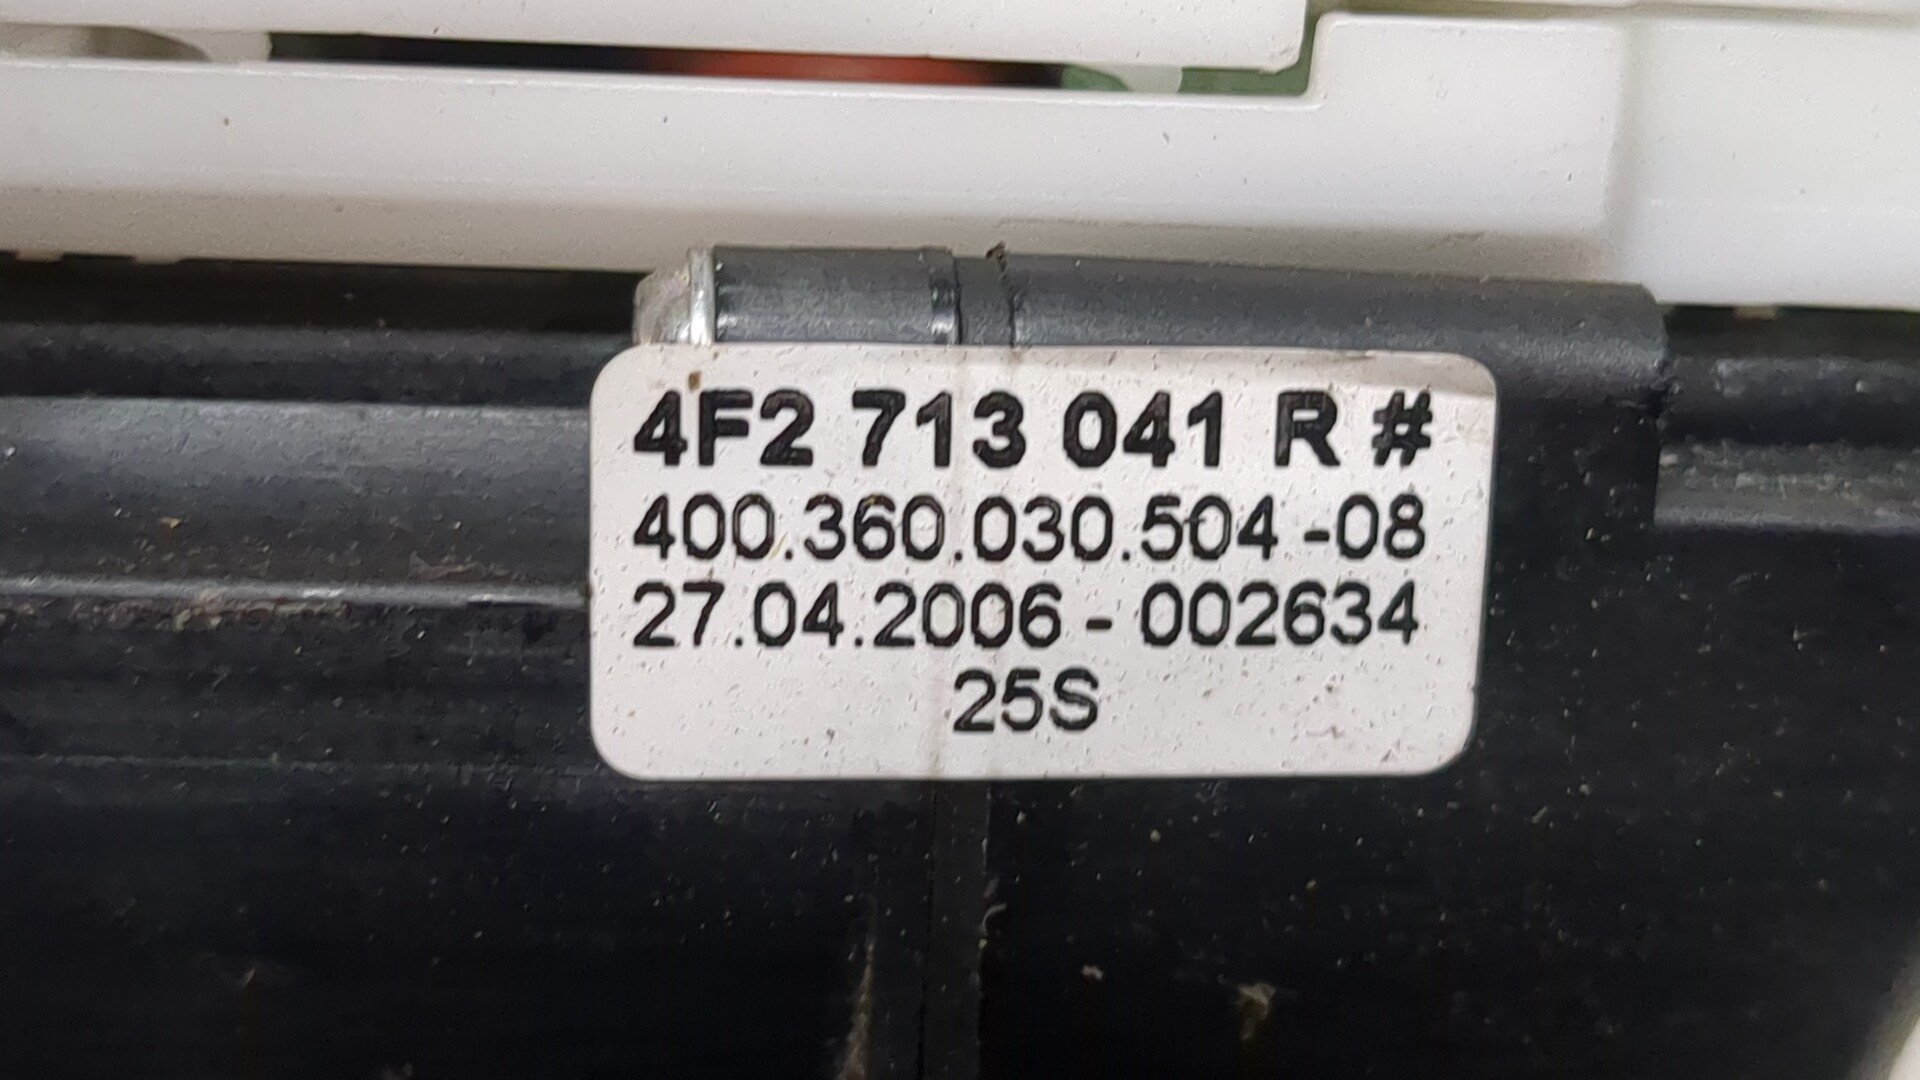 4F2 713 041 R #
400.360.030.504 -08
27.04.2006 - 002634
25S